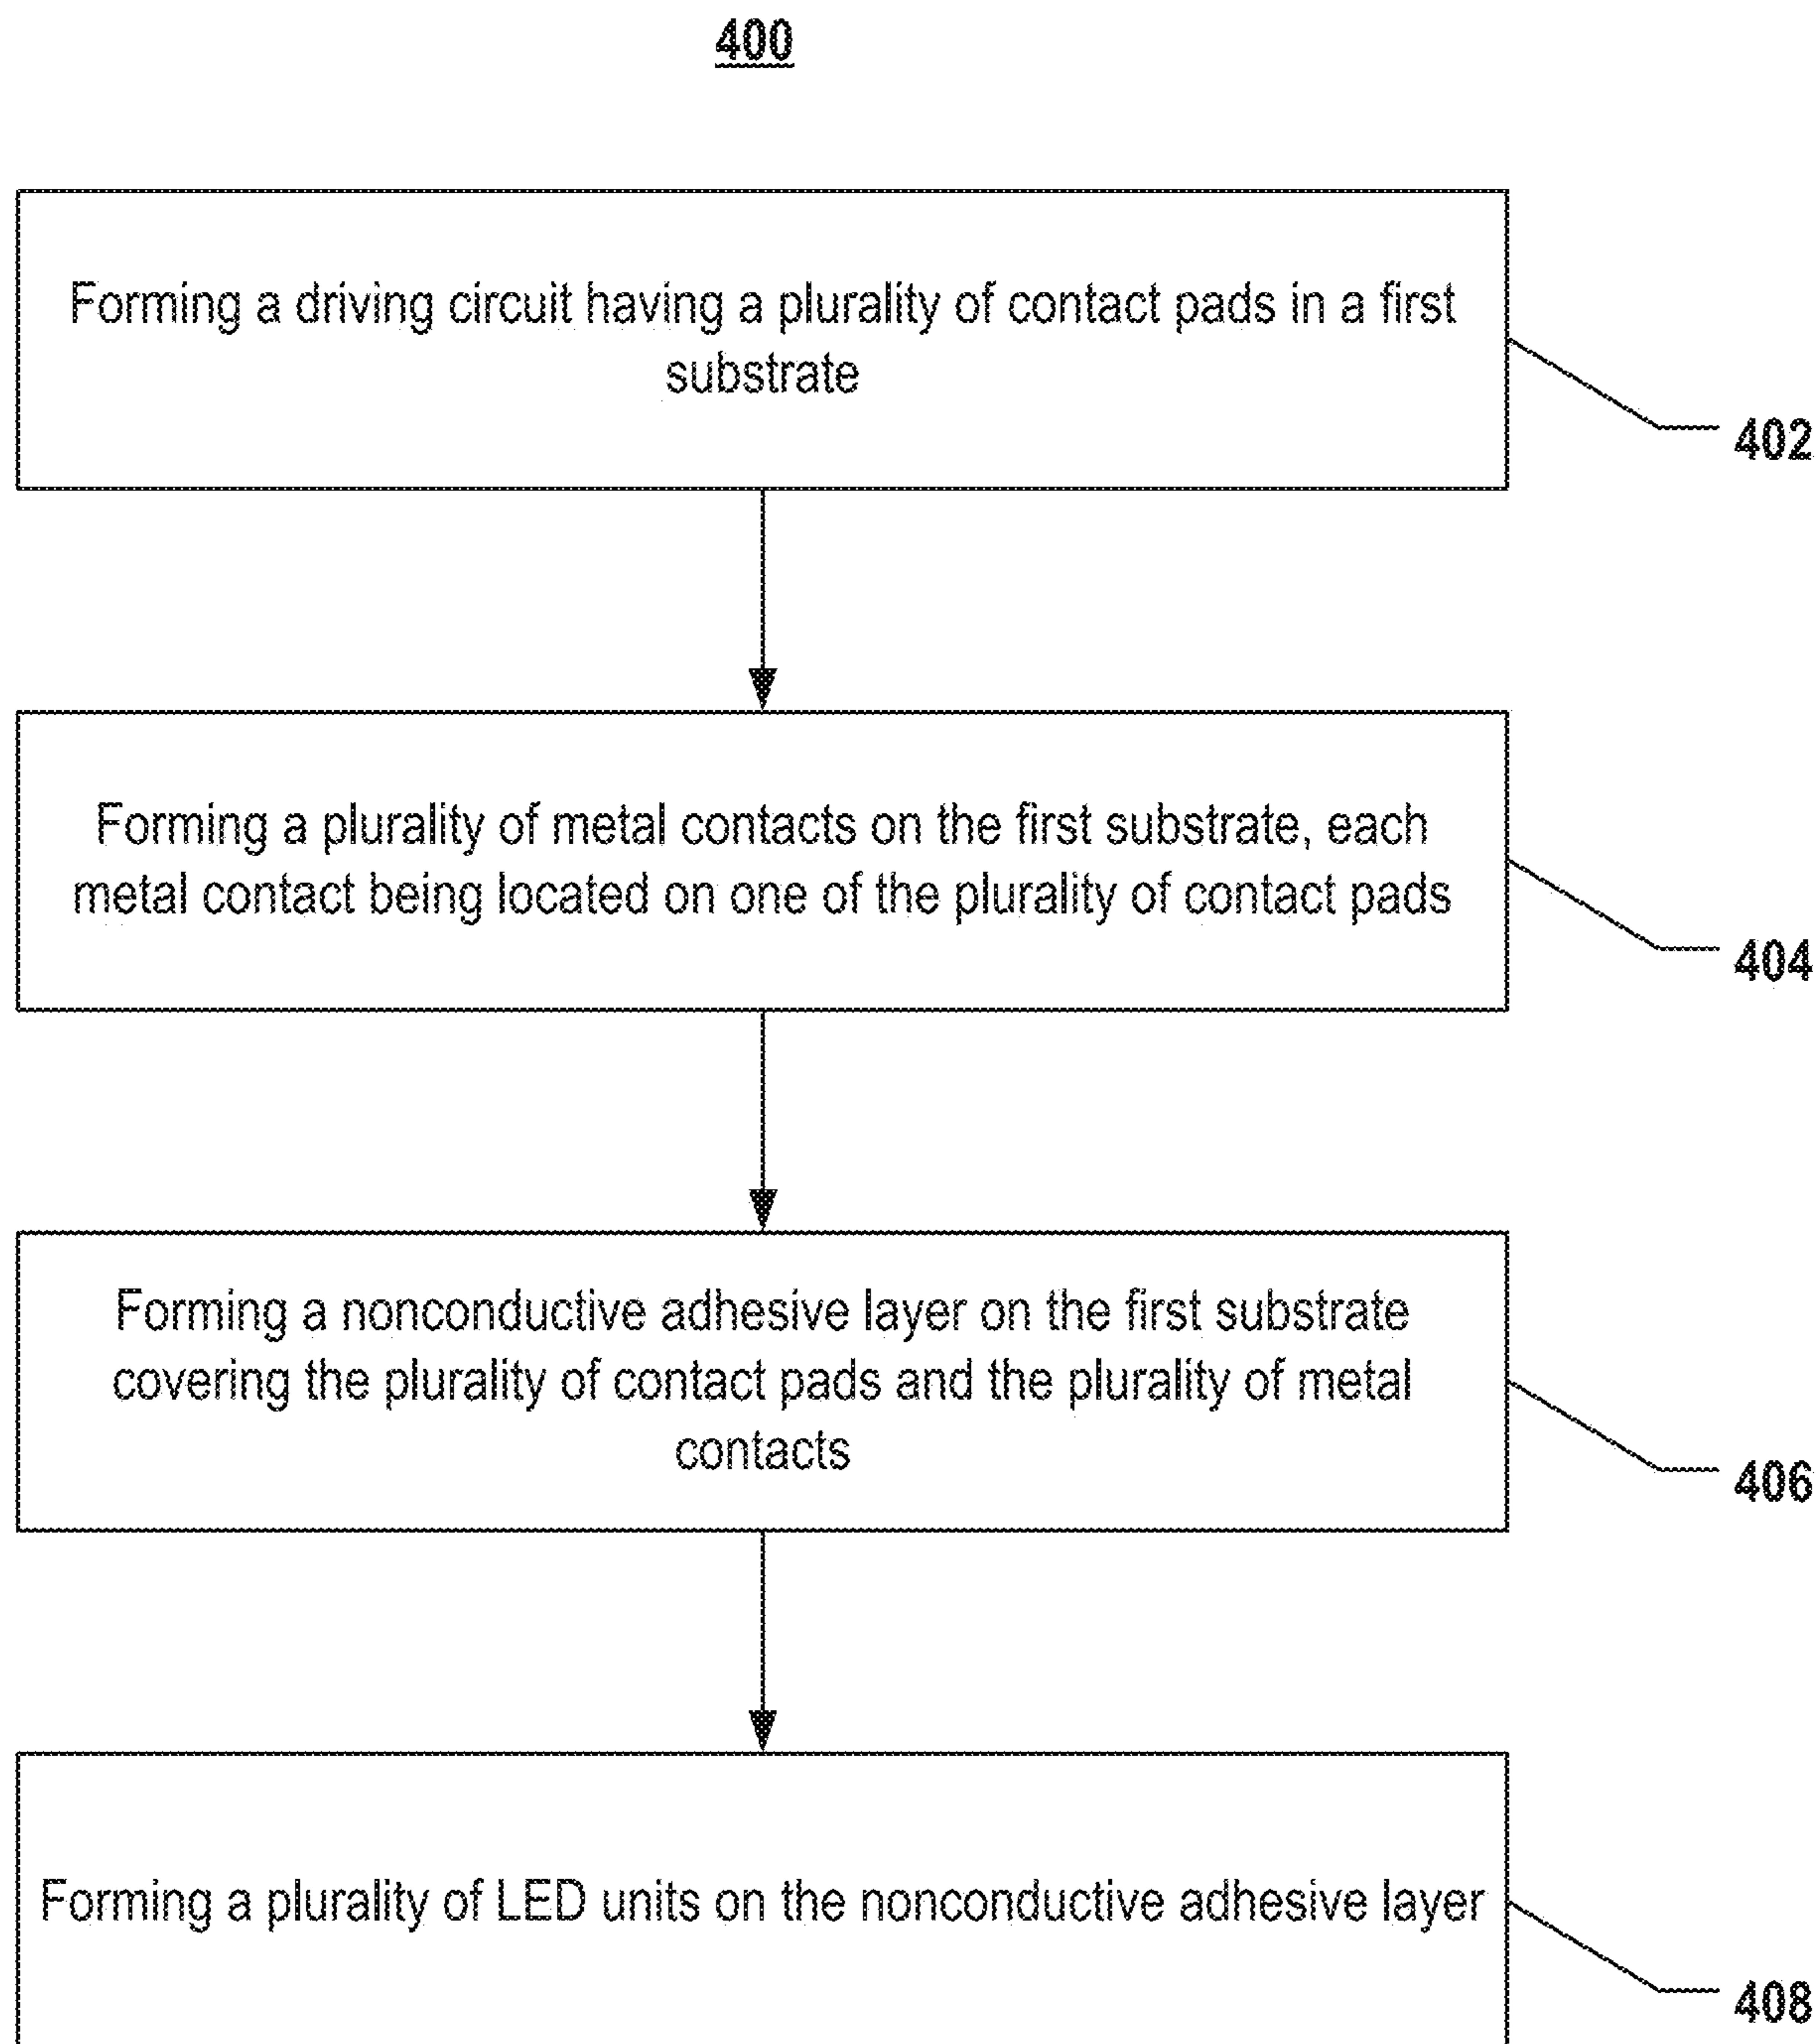 400
Forming a driving circuit having a plurality of contact pads in a first
substrate
402
Forming a plurality of metal contacts on the first substrate, each
metal contact being located on one of the plurality of contact pads
404
Forming a nonconductive adhesive layer on the first substrate
covering the plurality of contact pads and the plurality of metal
contacts
406
Forming a plurality of LED units on the nonconductive adhesive layer
408